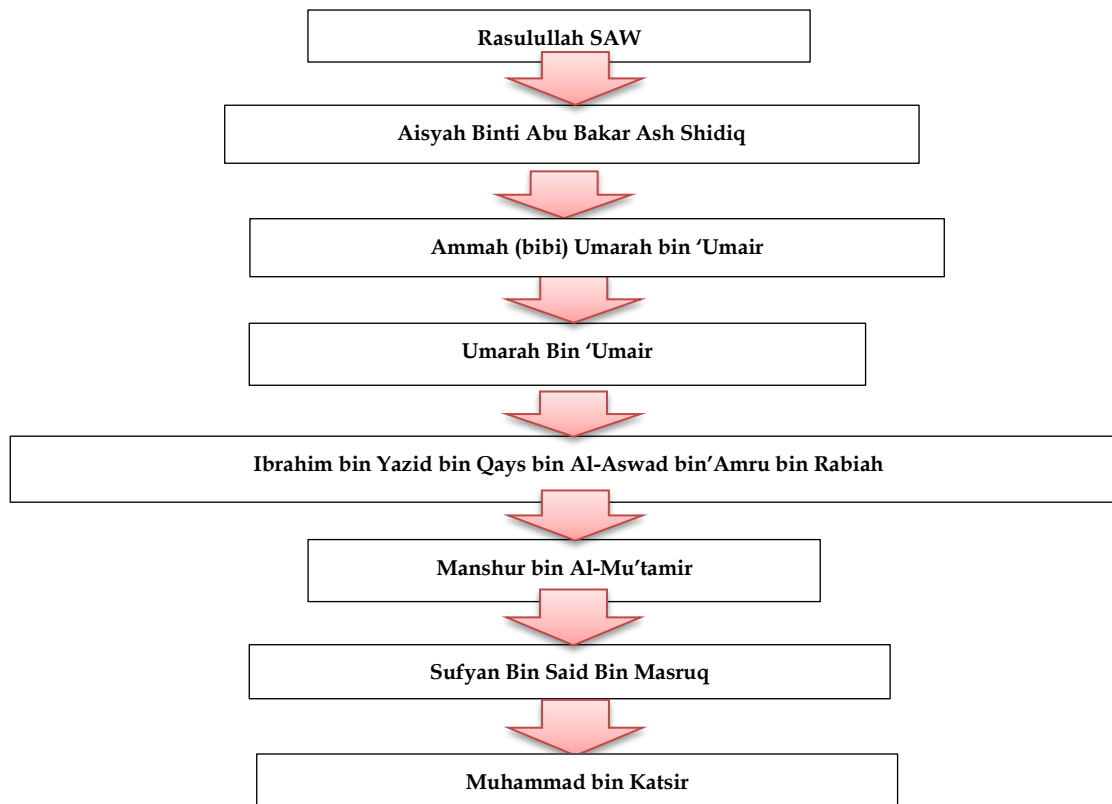 Rasulullah SAW
Aisyah Binti Abu Bakar Ash Shidiq
Ammah (bibi) Umarah bin ‘Umair
Umarah Bin ‘Umair
Ibrahim bin Yazid bin Qays bin Al-Aswad bin’Amru bin Rabiah
Manshur bin Al-Mu’tamir
Sufyan Bin Said Bin Masruq
Muhammad bin Katsir